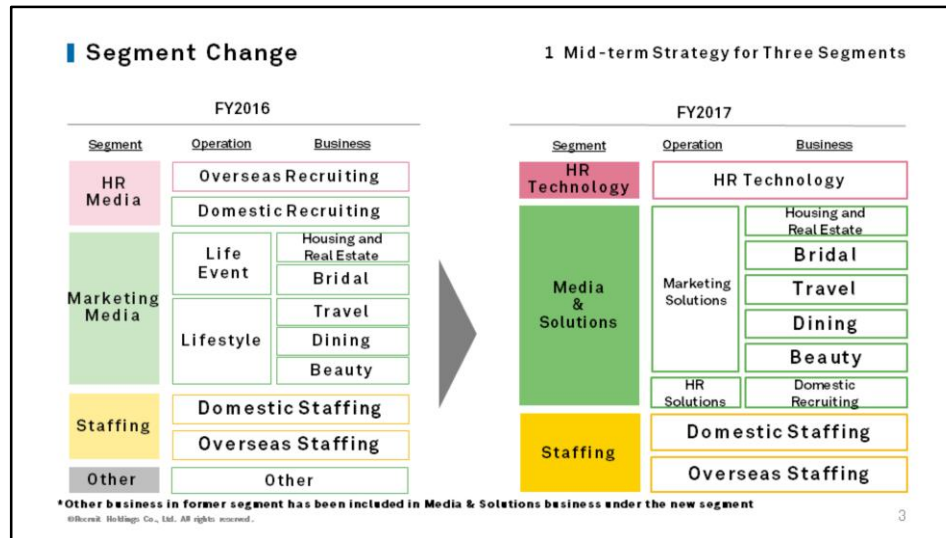 Segment Change
1 Mid-term Strategy for Three Segments
FY2016
Segment Operation Business
HR
Media
Overseas Recruiting
Domestic Recruiting
Marketing
Media
Life
Event
Housing and
Real Estate
Bridal
Lifestyle
Travel
Dining
Beauty
Staffing
Domestic Staffing
Overseas Staffing
Other
Other
FY2017
Segment Operation Business
HR
Technology
HR Technology
Media
&
Solutions
Marketing
Solutions
Housing and
Real Estate
Bridal
Travel
Dining
Beauty
HR
Solutions
Domestic
Recruiting
Staffing
Domestic Staffing
Overseas Staffing
*Other business in former segment has been included in Media & Solutions business under the new segment
©Recruit Holdings Co., Ltd. All rights reserved.
3